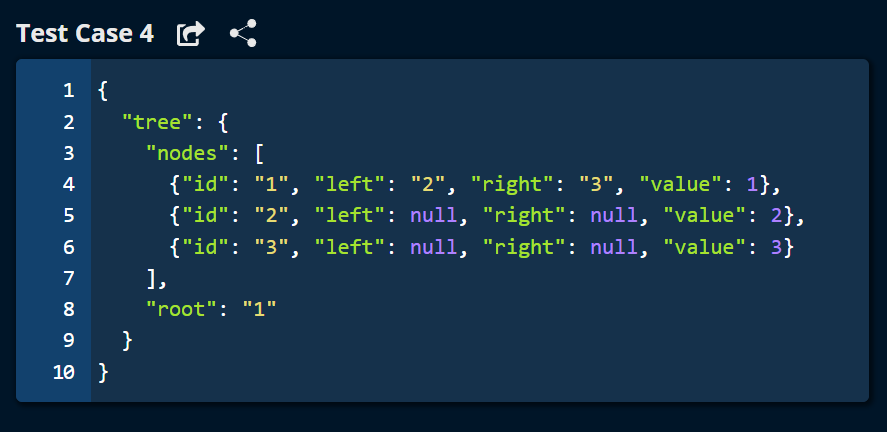 Test Case 4
1 {
2   "tree": {
3     "nodes": [
4       {"id": "1", "left": "2", "right": "3", "value": 1},
5       {"id": "2", "left": null, "right": null, "value": 2},
6       {"id": "3", "left": null, "right": null, "value": 3}
7     ],
8     "root": "1"
9   }
10 }